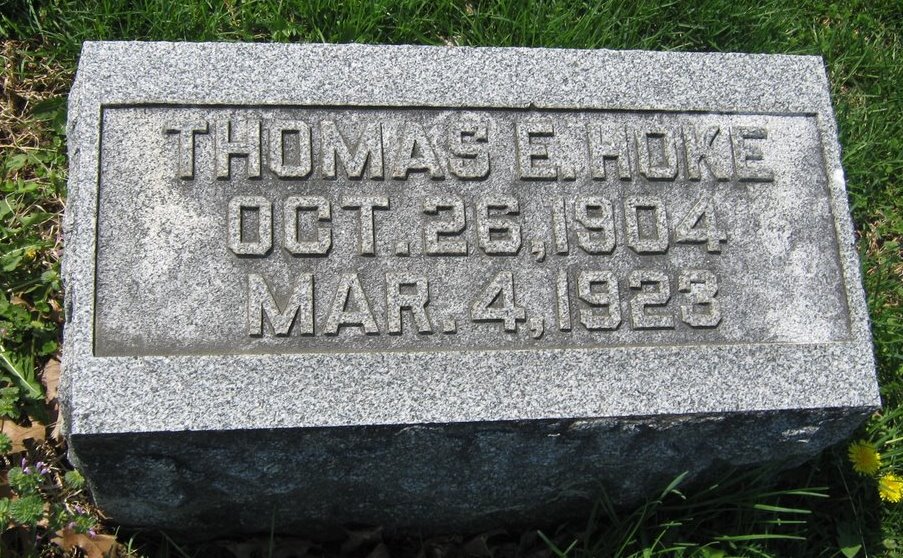 THOMAS E. HOKE
OCT. 26, 1904
MAR. 4, 1923